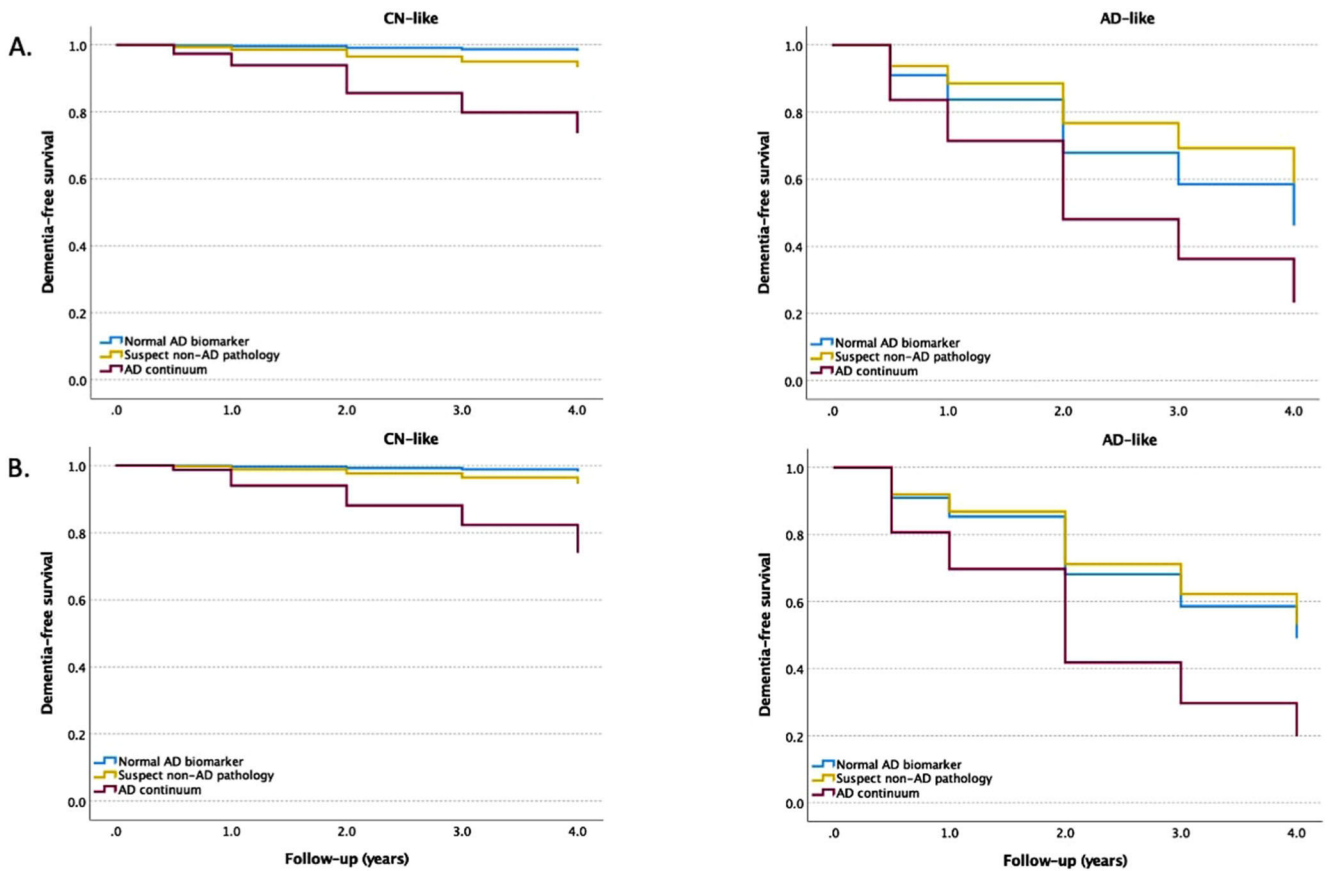 A.
CN-like
Dementia-free survival
1.0
0.8
0.6
0.4
0.2
0.0
Normal AD biomarker
Suspect non-AD pathology
AD continuum
.0 1.0 2.0 3.0 4.0
AD-like
Dementia-free survival
1.0
0.8
0.6
0.4
0.2
0.0
Normal AD biomarker
Suspect non-AD pathology
AD continuum
.0 1.0 2.0 3.0 4.0
B.
CN-like
Dementia-free survival
1.0
0.8
0.6
0.4
0.2
0.0
Normal AD biomarker
Suspect non-AD pathology
AD continuum
.0 1.0 2.0 3.0 4.0
Follow-up (years)
AD-like
Dementia-free survival
1.0
0.8
0.6
0.4
0.2
0.0
Normal AD biomarker
Suspect non-AD pathology
AD continuum
.0 1.0 2.0 3.0 4.0
Follow-up (years)